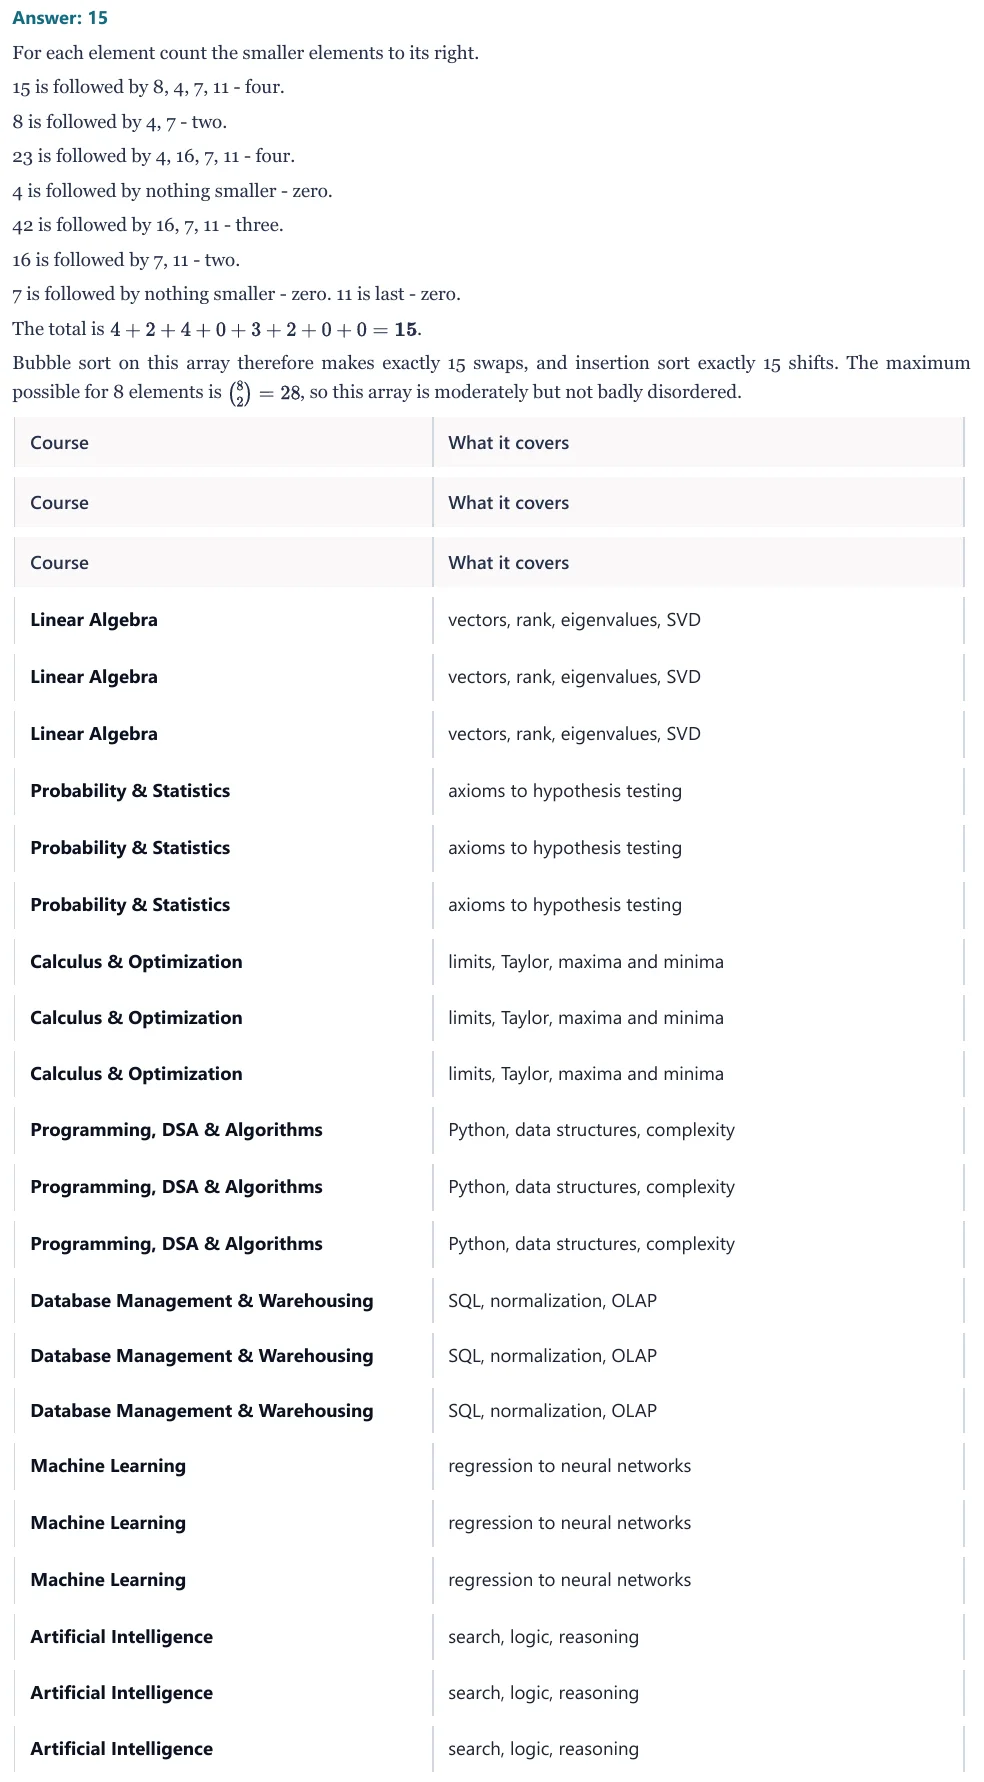 Answer: 15
For each element count the smaller elements to its right.
15 is followed by 8, 4, 7, 11 - four.
8 is followed by 4, 7 - two.
23 is followed by 4, 16, 7, 11 - four.
4 is followed by nothing smaller - zero.
42 is followed by 16, 7, 11 - three.
16 is followed by 7, 11 - two.
7 is followed by nothing smaller - zero. 11 is last - zero.
The total is 4 + 2 + 4 + 0 + 3 + 2 + 0 + 0 = 15.
Bubble sort on this array therefore makes exactly 15 swaps, and insertion sort exactly 15 shifts. The maximum
possible for 8 elements is (8 2) = 28, so this array is moderately but not badly disordered.
Course What it covers
Course What it covers
Course What it covers
Linear Algebra vectors, rank, eigenvalues, SVD
Linear Algebra vectors, rank, eigenvalues, SVD
Linear Algebra vectors, rank, eigenvalues, SVD
Probability & Statistics axioms to hypothesis testing
Probability & Statistics axioms to hypothesis testing
Probability & Statistics axioms to hypothesis testing
Calculus & Optimization limits, Taylor, maxima and minima
Calculus & Optimization limits, Taylor, maxima and minima
Calculus & Optimization limits, Taylor, maxima and minima
Programming, DSA & Algorithms Python, data structures, complexity
Programming, DSA & Algorithms Python, data structures, complexity
Programming, DSA & Algorithms Python, data structures, complexity
Database Management & Warehousing SQL, normalization, OLAP
Database Management & Warehousing SQL, normalization, OLAP
Database Management & Warehousing SQL, normalization, OLAP
Machine Learning regression to neural networks
Machine Learning regression to neural networks
Machine Learning regression to neural networks
Artificial Intelligence search, logic, reasoning
Artificial Intelligence search, logic, reasoning
Artificial Intelligence search, logic, reasoning